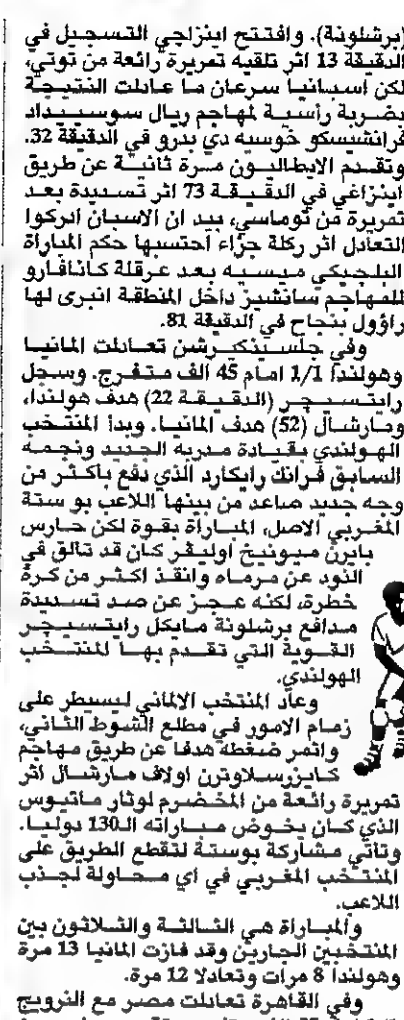 (برشلونة). وافتتح اينزاجي التسجيل في
الدقيقة 13 اثر تلقيه تمريرة رائعة من توتي،
لكن اسبانيا سرعان ما عادلت النتيجة
بضربة رأسية لمهاجم ريال سوسييداد
فرانشيسكو خوسيه دي بدرو في الدقيقة 32.
وتقدم الايطاليون مرة ثانية عن طريق
اينزاغي في الدقيقة 73 اثر تسديدة بعد
تمريرة من توماسي، بيد ان الاسبان ادركوا
التعادل اثر ركلة جزاء احتسبها حكم المباراة
البلجيكي ميسيه بعد عرقلة كانافارو
للمهاجم سانشيز داخل المنطقة انبرى لها
راؤول بنجاح في الدقيقة 81.
وفي جلسينكيرشن تعادلت المانيا
وهولندا 1/1 امام 45 الف متفرج. وسجل
رايتسيجر (الدقيقة 22) هدف هولندا،
ومارشال (52) هدف المانيا. وبدأ المنتخب
الهولندي بقيادة مدربه الجديد ونجمه
السابق فرانك رايكارد الذي دفع باكثر من
وجه جديد صاعد من بينها اللاعب بو ستة
المغربي الاصل، المباراة بقوة لكن حارس
بايرن ميونيخ اوليفر كان قد تالق في
الذود عن مرماه وانقذ اكثر من كرة
خطرة، لكنه عجز عن صد تسديدة
مدافع برشلونة مايكل رايتسيجر
القوية التي تقدم بها المنتخب
الهولندي.
وعاد المنتخب الالماني ليسيطر على
زمام الامور في مطلع الشوط الثاني،
واثمر ضغطه هدفا عن طريق مهاجم
كايزرسلاوترن اولاف مارشال اثر
تمريرة رائعة من المخضرم لوثار ماتيوس
الذي كان يخوض مباراته الـ130 دوليا.
وتاتي مشاركة بوستة لتقطع الطريق على
المنتخب المغربي في اي محاولة لجذب
اللاعب.
والمباراة هي الثالثة والثلاثون بين
المنتخبين الجارين وقد فازت المانيا 13 مرة
وهولندا 8 مرات وتعادلا 12 مرة.
وفي القاهرة تعادلت مصر مع النرويج